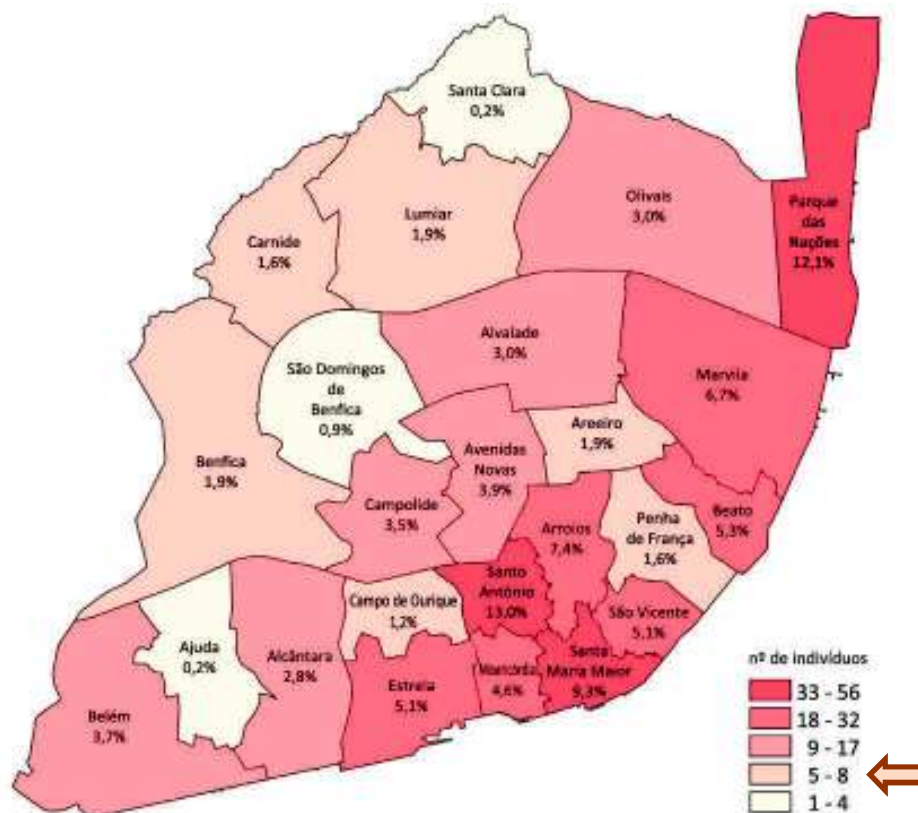 Santa Clara
0,2%
Olivais
3,0%
Parque
das
Nações
12,1%
Lumiar
1,9%
Carnide
1,6%
Alvalade
3,0%
São Domingos
de
Benfica
0,9%
Marvila
6,7%
Areeiro
1,9%
Avenidas
Novas
3,9%
Benfica
1,9%
Campolide
3,5%
Arroios
7,4%
Penha
de França
1,6%
Beato
5,3%
Santo
António
13,0%
Campo de Ourique
1,2%
São Vicente
5,1%
Ajuda
0,2%
Alcântara
2,8%
Estrela
5,1%
Misericórdia
4,6%
Santa
Maria Maior
9,3%
Belém
3,7%
nº de indivíduos
33 - 56
18 - 32
9 - 17
5 - 8
1 - 4